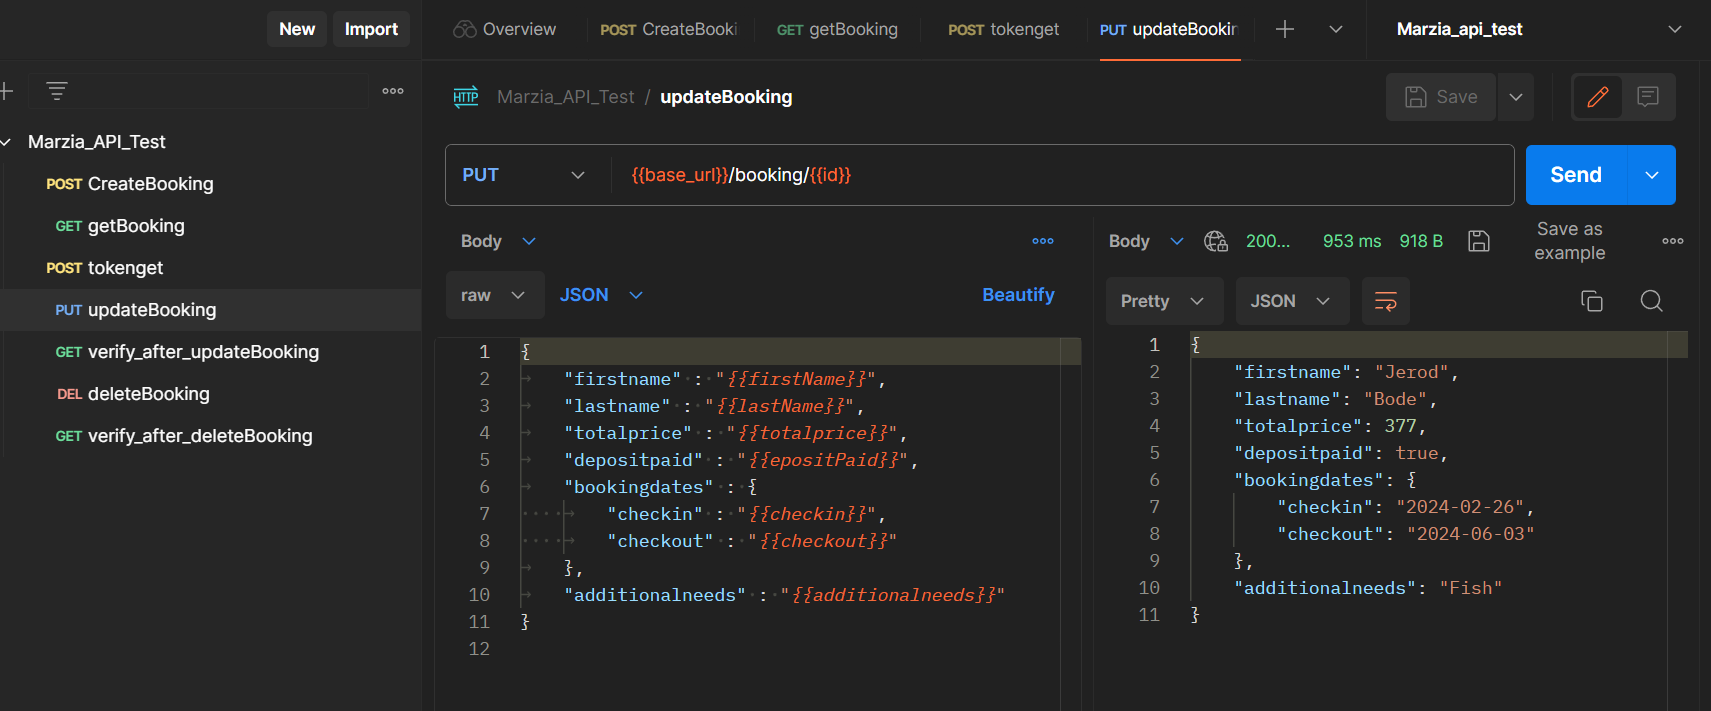 New Import
Overview POST CreateBooki GET getBooking POST tokenget PUT updateBookin Marzia_api_test
Marzia_API_Test / updateBooking
HTTP
Save
Marzia_API_Test
POST CreateBooking
GET getBooking
POST tokenget
PUT updateBooking
GET verify_after_updateBooking
DEL deleteBooking
GET verify_after_deleteBooking
PUT {{base_url}}/booking/{{id}} Send
Body
raw JSON Beautify
1 {
2 "firstname" : "{{firstName}}",
3 "lastname" : "{{lastName}}",
4 "totalprice" : "{{totalprice}}",
5 "depositpaid" : "{{epositPaid}}",
6 "bookingdates" : {
7 "checkin" : "{{checkin}}",
8 "checkout" : "{{checkout}}"
9 },
10 "additionalneeds" : "{{additionalneeds}}"
11 }
12
Body 200... 953 ms 918 B Save as
example
Pretty JSON
1 {
2 "firstname": "Jerod",
3 "lastname": "Bode",
4 "totalprice": 377,
5 "depositpaid": true,
6 "bookingdates": {
7 "checkin": "2024-02-26",
8 "checkout": "2024-06-03"
9 },
10 "additionalneeds": "Fish"
11 }